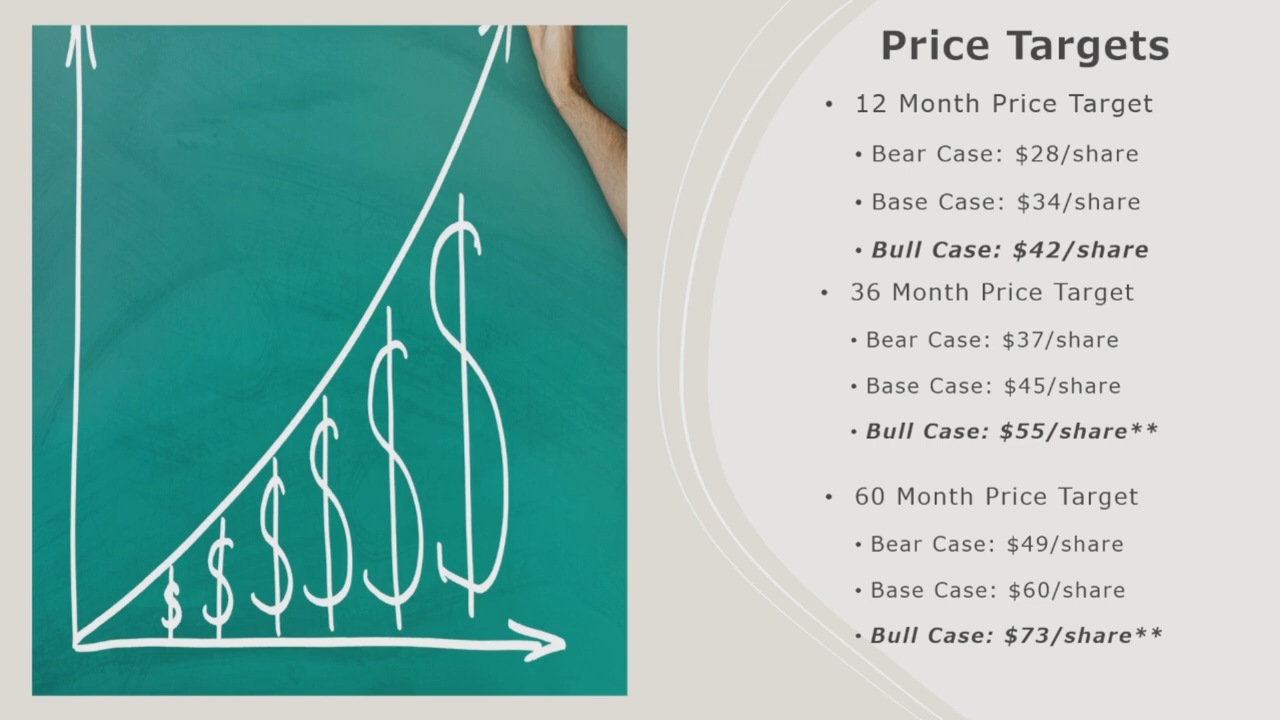 Price Targets
• 12 Month Price Target
• Bear Case: $28/share
• Base Case: $34/share
• Bull Case: $42/share
• 36 Month Price Target
• Bear Case: $37/share
• Base Case: $45/share
• Bull Case: $55/share**
• 60 Month Price Target
• Bear Case: $49/share
• Base Case: $60/share
• Bull Case: $73/share**
$ $ $ $ $ $